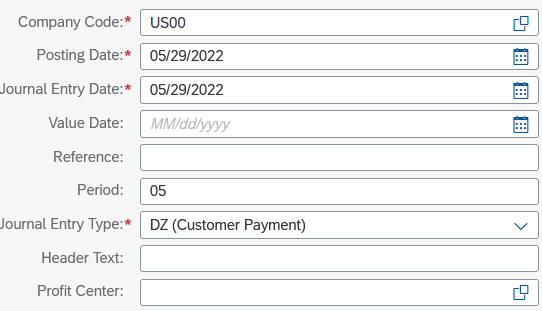 Company Code:* US00
Posting Date:* 05/29/2022
Journal Entry Date:* 05/29/2022
Value Date: MM/dd/yyyy
Reference:
Period: 05
Journal Entry Type:* DZ (Customer Payment)
Header Text:
Profit Center: